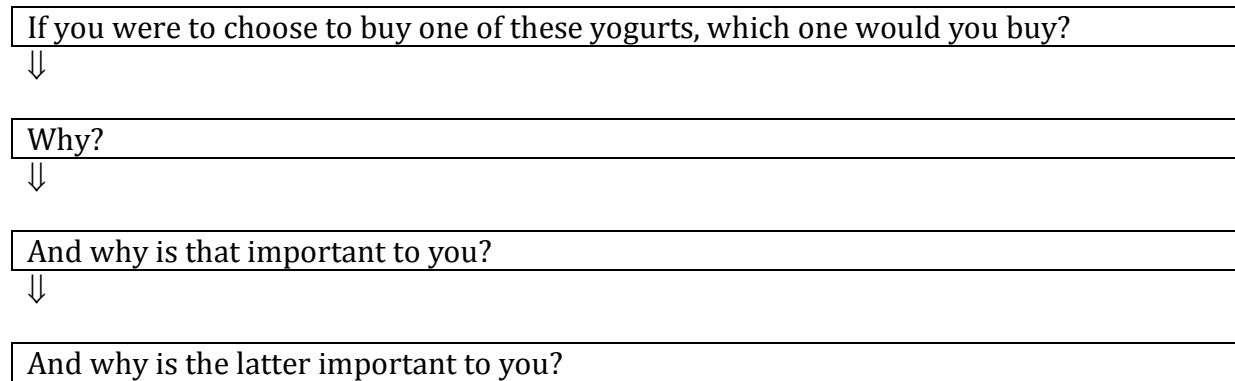 If you were to choose to buy one of these yogurts, which one would you buy?
⇓
Why?
⇓
And why is that important to you?
⇓
And why is the latter important to you?